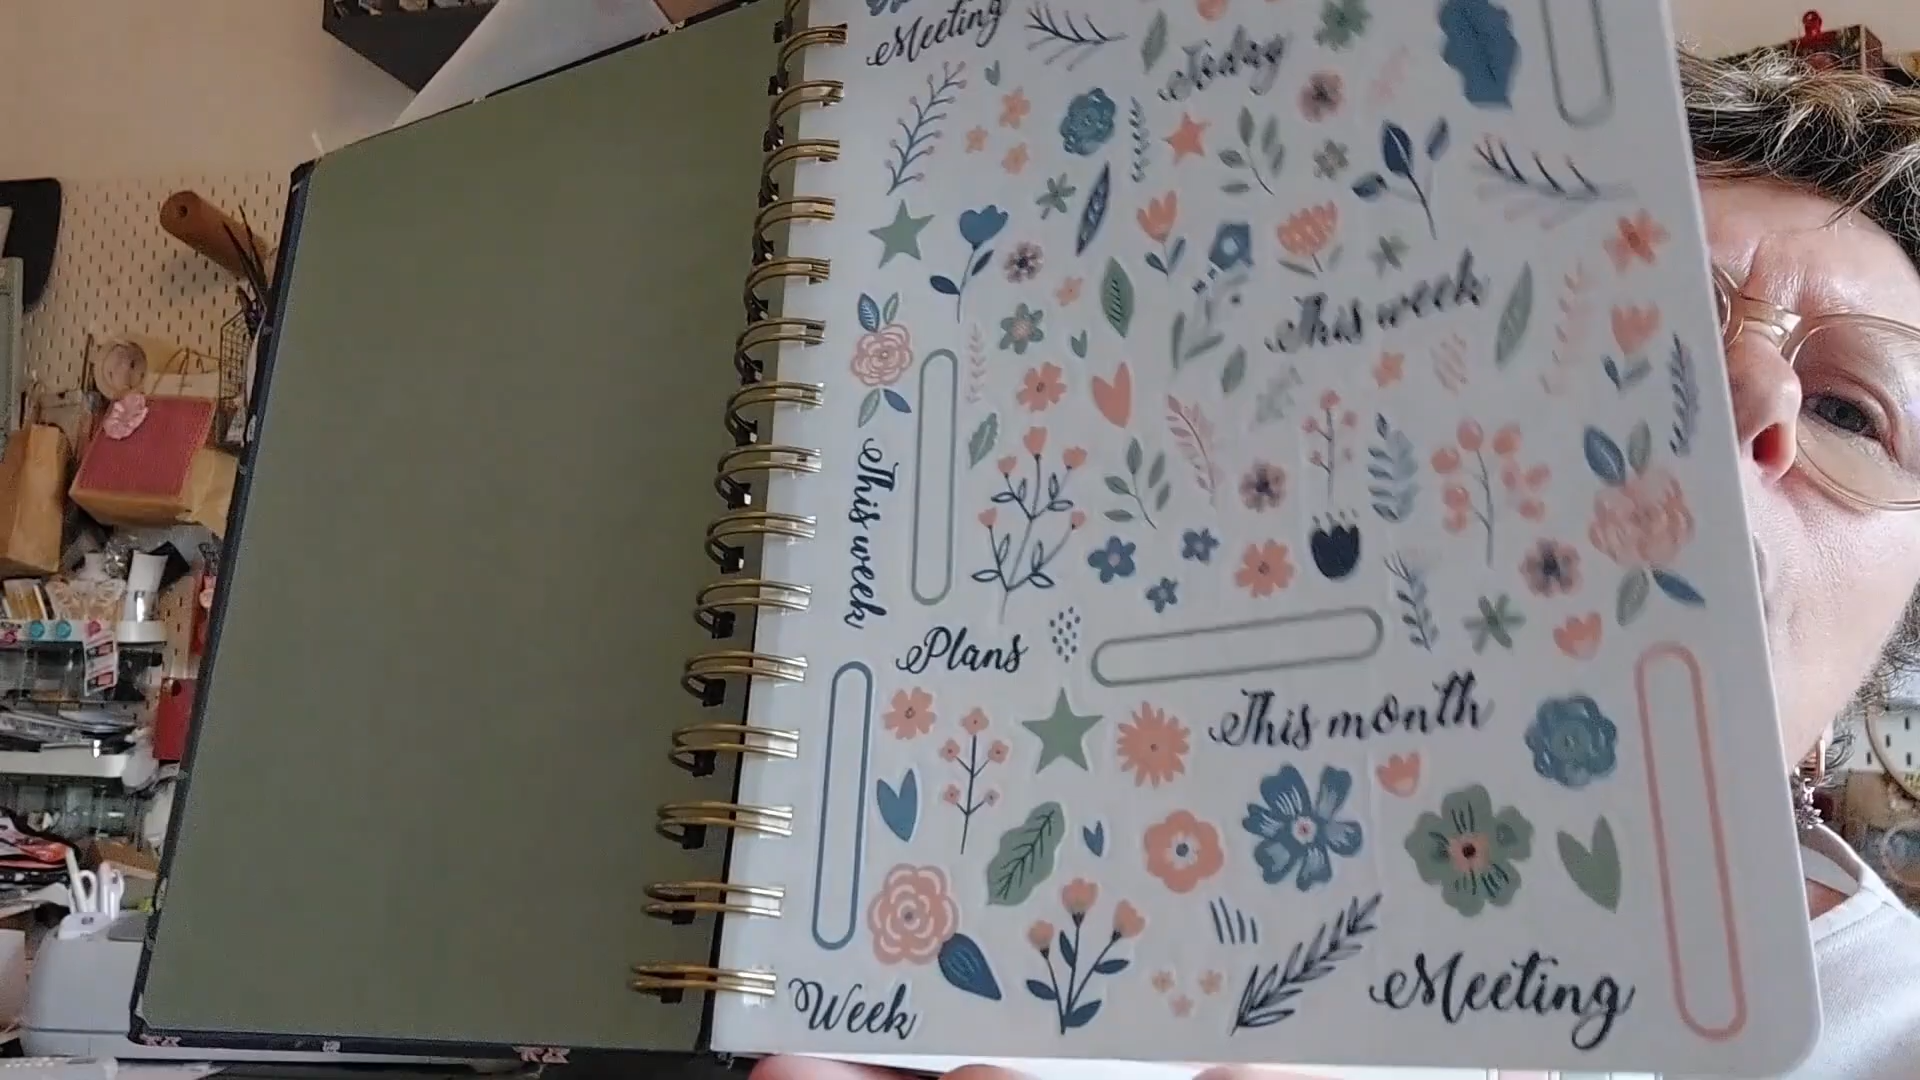 Meeting
Today
This week
This week
Plans
This month
Week
Meeting